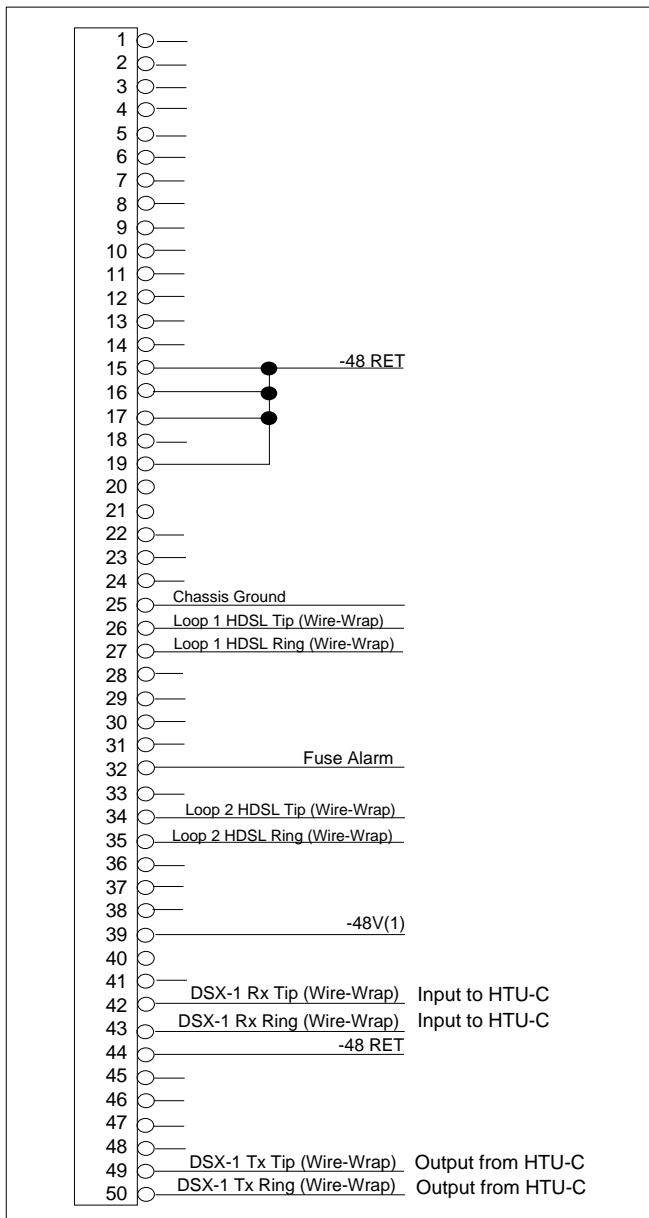 1
2
3
4
5
6
7
8
9
10
11
12
13
14
15 -48 RET
16
17
18
19
20
21
22
23
24
25 Chassis Ground
26 Loop 1 HDSL Tip (Wire-Wrap)
27 Loop 1 HDSL Ring (Wire-Wrap)
28
29
30
31
32 Fuse Alarm
33
34 Loop 2 HDSL Tip (Wire-Wrap)
35 Loop 2 HDSL Ring (Wire-Wrap)
36
37
38
39 -48V(1)
40
41
42 DSX-1 Rx Tip (Wire-Wrap) Input to HTU-C
43 DSX-1 Rx Ring (Wire-Wrap) Input to HTU-C
44 -48 RET
45
46
47
48
49 DSX-1 Tx Tip (Wire-Wrap) Output from HTU-C
50 DSX-1 Tx Ring (Wire-Wrap) Output from HTU-C